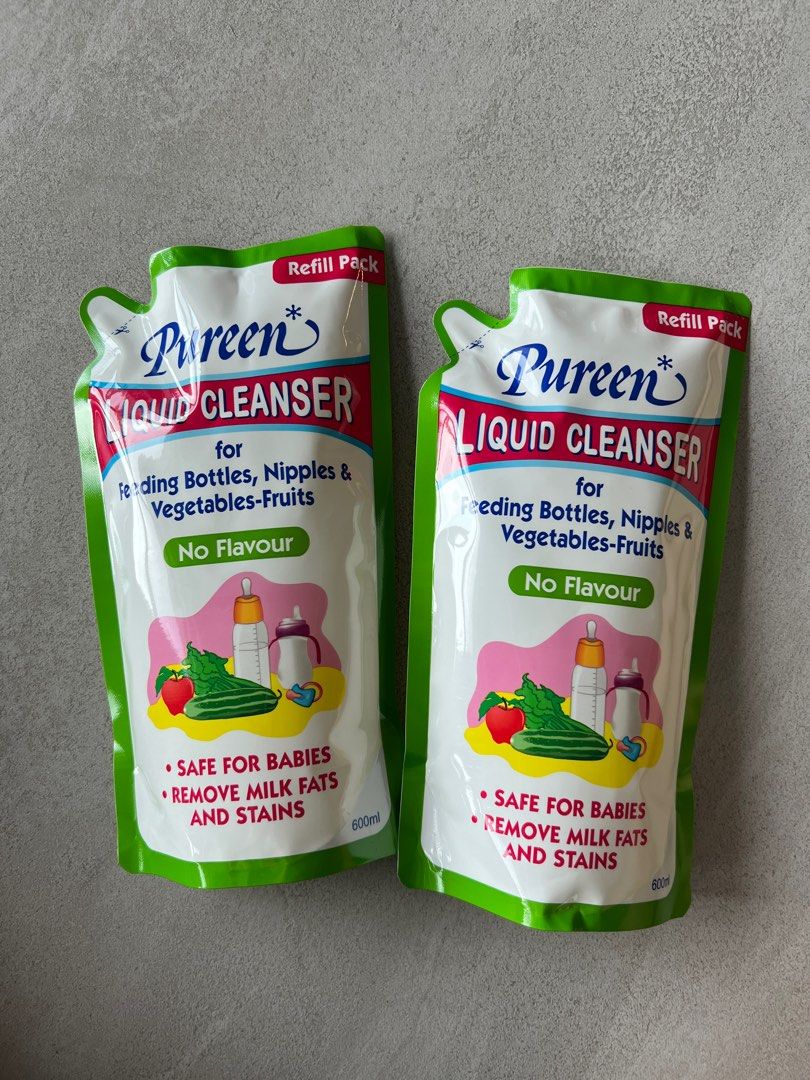 Refill Pack
Pureen*
LIQUID CLEANSER
for
Feeding Bottles, Nipples &
Vegetables-Fruits
No Flavour
• SAFE FOR BABIES
• REMOVE MILK FATS
AND STAINS
600ml
Refill Pack
Pureen*
LIQUID CLEANSER
for
Feeding Bottles, Nipples &
Vegetables-Fruits
No Flavour
• SAFE FOR BABIES
• REMOVE MILK FATS
AND STAINS
600ml